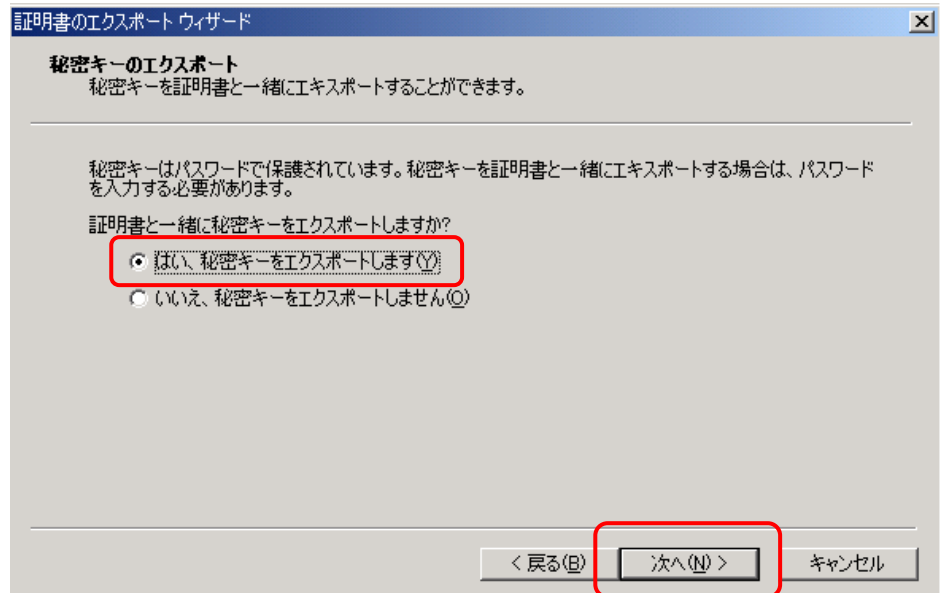 証明書のエクスポート ウィザード
秘密キーのエクスポート
秘密キーを証明書と一緒にエキスポートすることができます。
秘密キーはパスワードで保護されています。秘密キーを証明書と一緒にエキスポートする場合は、パスワード
を入力する必要があります。
証明書と一緒に秘密キーをエクスポートしますか?
はい、秘密キーをエクスポートします(Y)
いいえ、秘密キーをエクスポートしません(O)
< 戻る(B) 次へ(N) > キャンセル